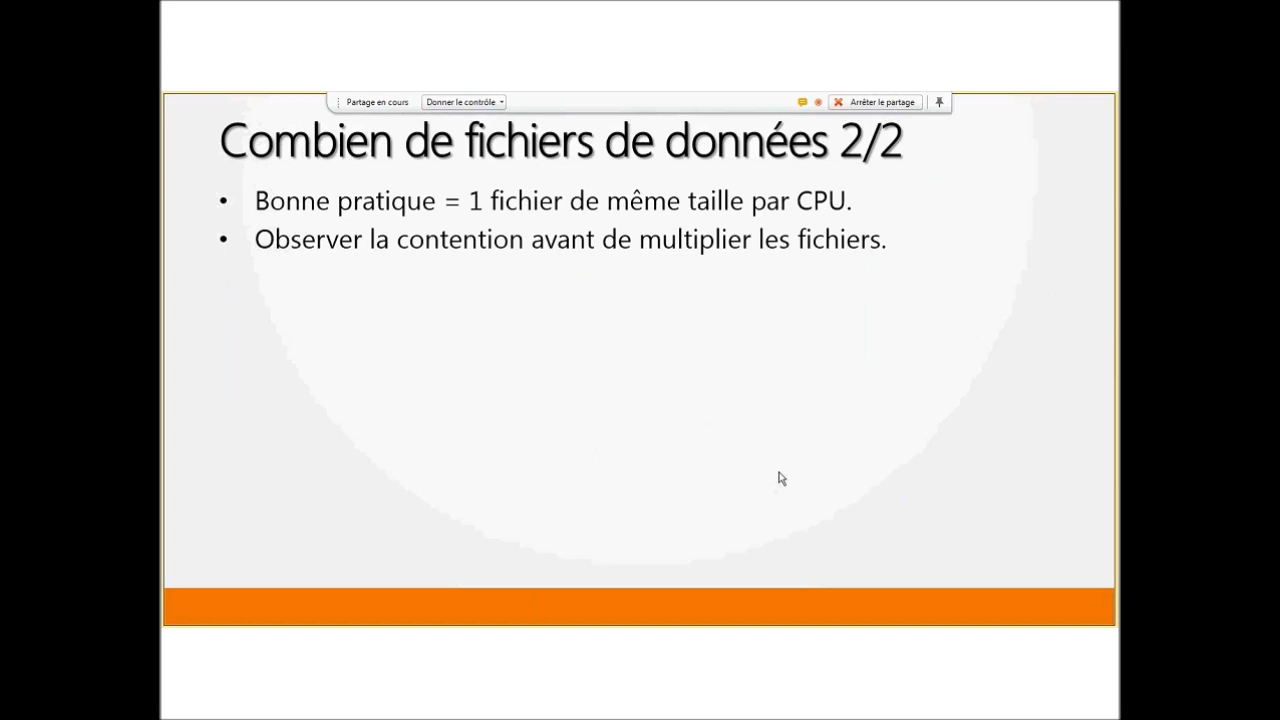 Partage en cours Donner le contrôle Arrêter le partage
Combien de fichiers de données 2/2
• Bonne pratique = 1 fichier de même taille par CPU.
• Observer la contention avant de multiplier les fichiers.